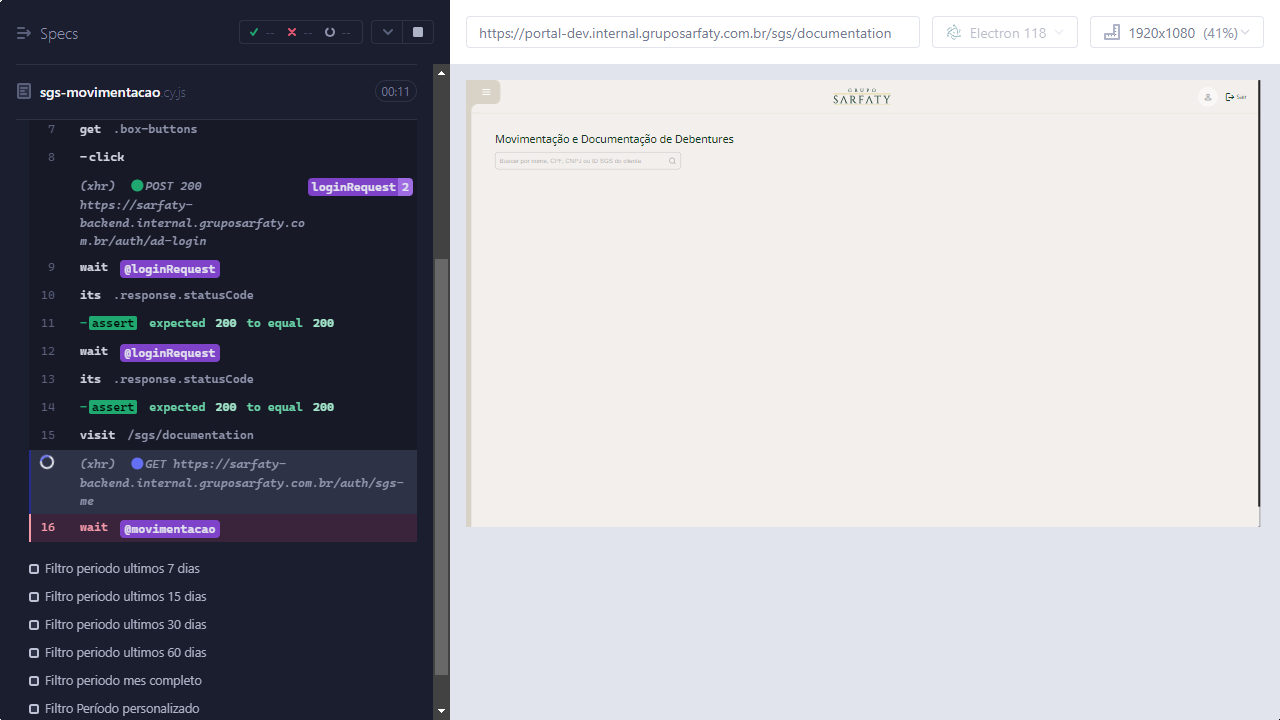 Specs
-- -- --
sgs-movimentacao.cy.js 00:11
7 get .box-buttons
8 -click
(xhr) POST 200 loginRequest 2
https://sarfaty-
backend.internal.gruposarfaty.co
m.br/auth/ad-login
9 wait @loginRequest
10 its .response.statusCode
11 -assert expected 200 to equal 200
12 wait @loginRequest
13 its .response.statusCode
14 -assert expected 200 to equal 200
15 visit /sgs/documentation
(xhr) GET https://sarfaty-
backend.internal.gruposarfaty.com.br/auth/sgs-
me
16 wait @movimentacao
Filtro periodo ultimos 7 dias
Filtro periodo ultimos 15 dias
Filtro periodo ultimos 30 dias
Filtro periodo ultimos 60 dias
Filtro periodo mes completo
Filtro Período personalizado
https://portal-dev.internal.gruposarfaty.com.br/sgs/documentation
Electron 118
1920x1080 (41%)
GRUPO
SARFATY
Sair
Movimentação e Documentação de Debentures
Buscar por nome, CPF, CNPJ ou ID SGS do cliente.